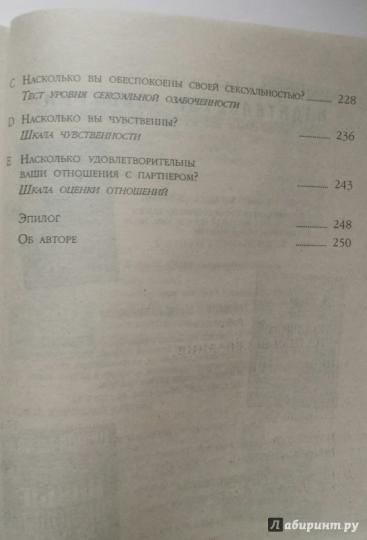 C Насколько вы обеспокоены своей сексуальностью? ........ 228
Тест уровня сексуальной озабоченности
D Насколько вы чувственны? ........ 236
Шкала чувственности
E Насколько удовлетворительны
ваши отношения с партнером? ........ 243
Шкала оценки отношений
Эпилог ........ 248
Об авторе ........ 250
Лабиринт.ру